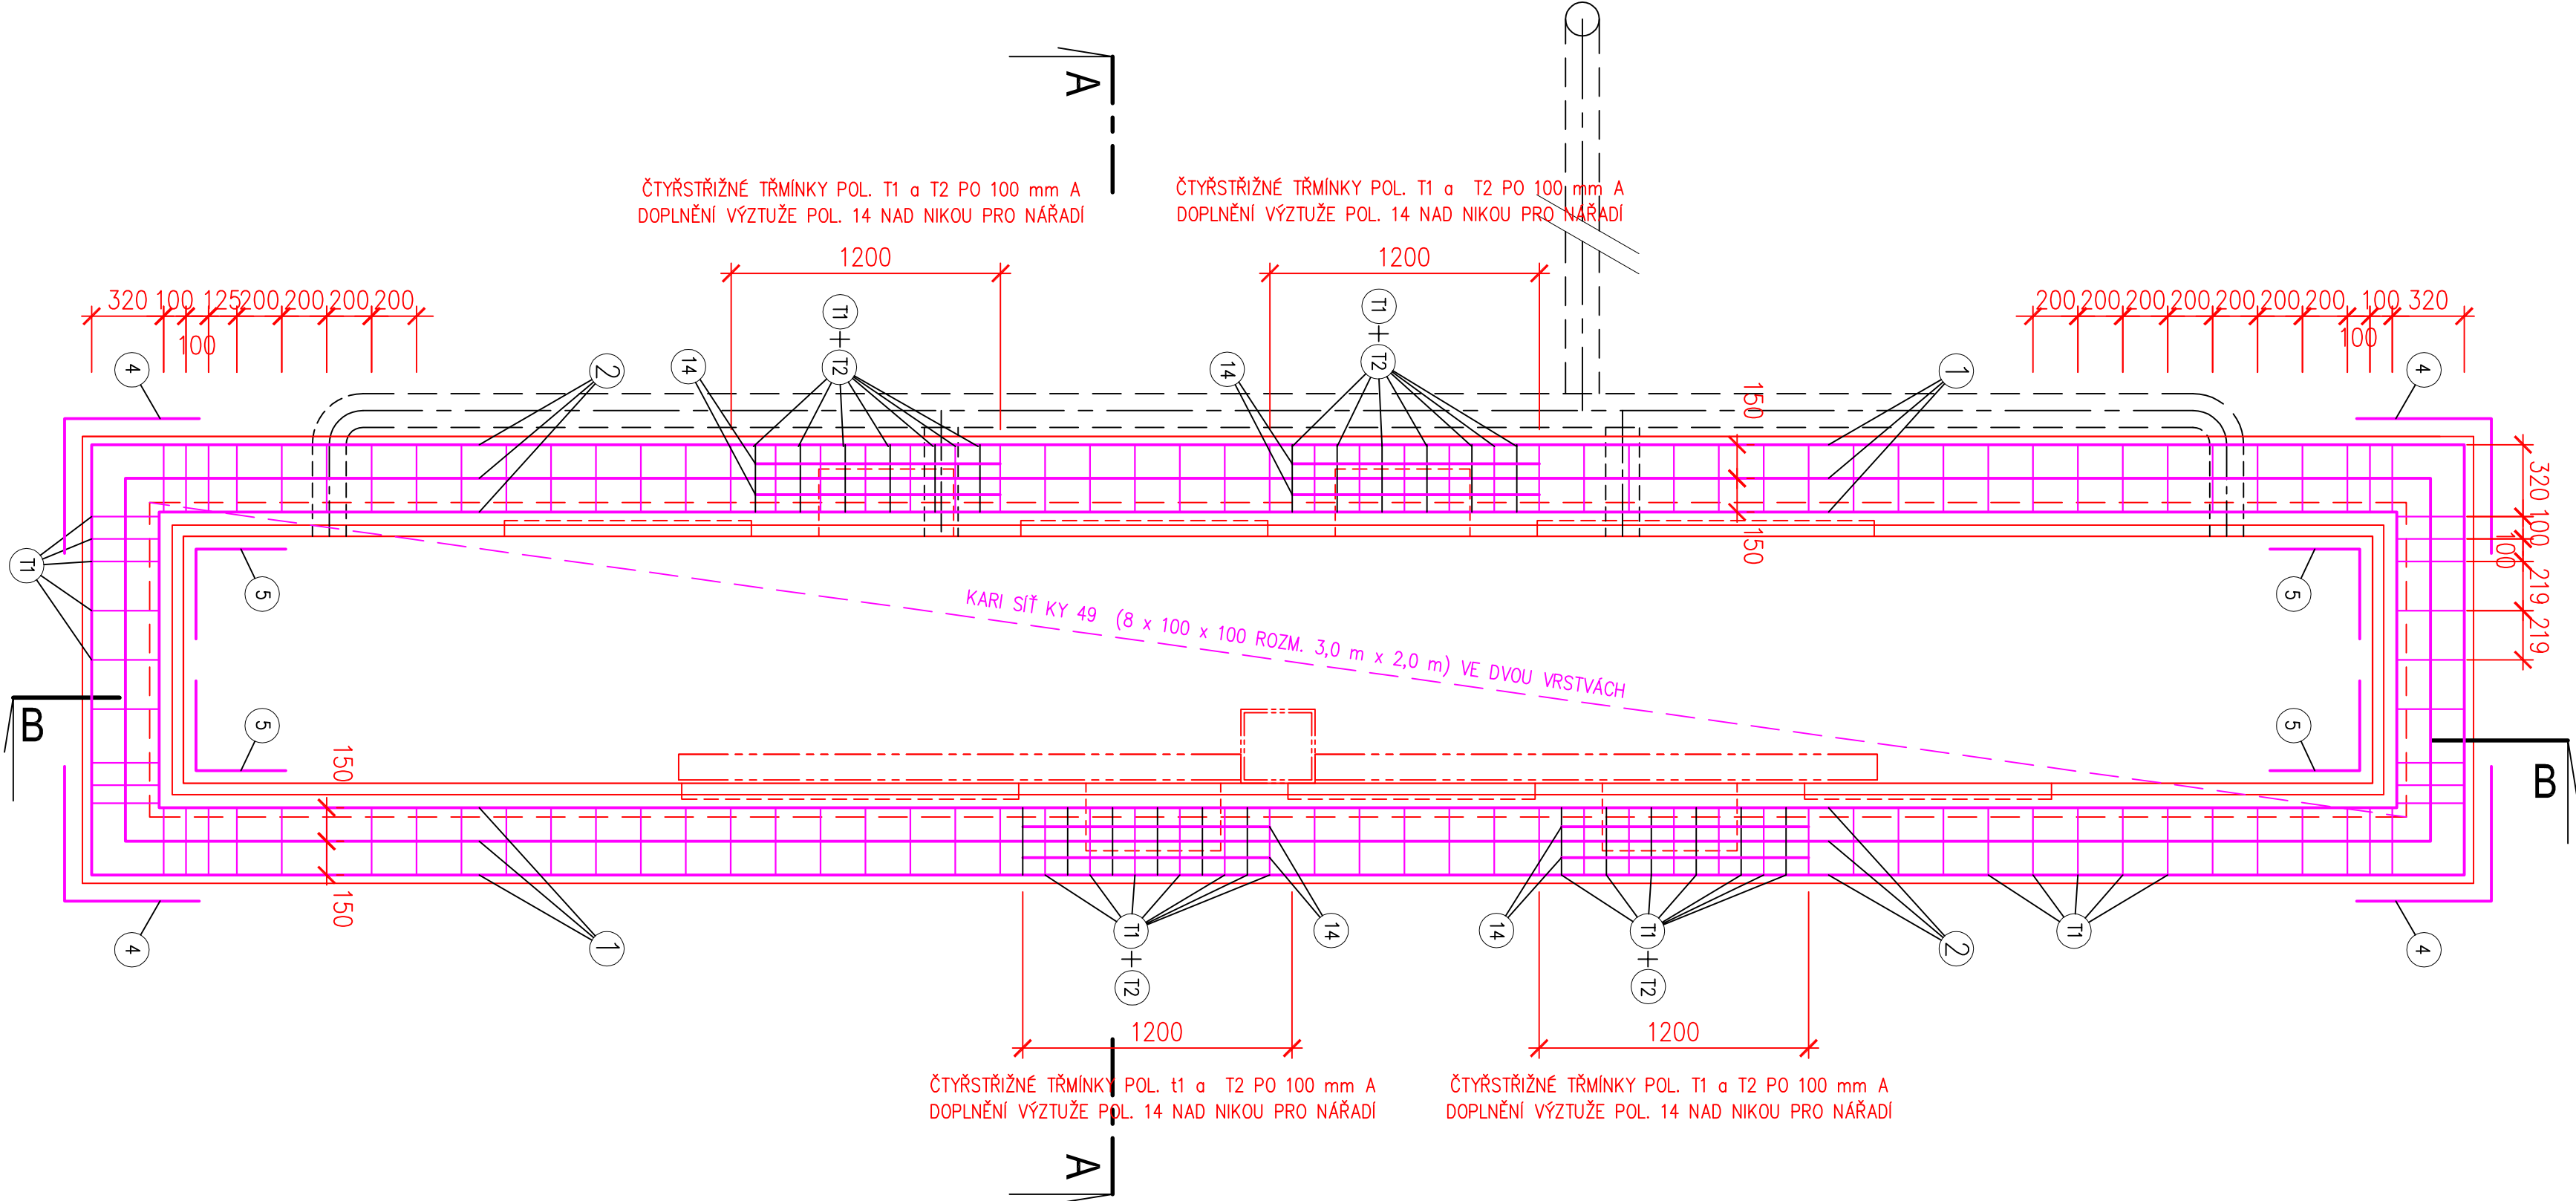 A
ČTYŘSTŘIŽNÉ TŘMÍNKY POL. T1 a T2 PO 100 mm A
DOPLNĚNÍ VÝZTUŽE POL. 14 NAD NIKOU PRO NÁŘADÍ
ČTYŘSTŘIŽNÉ TŘMÍNKY POL. T1 a T2 PO 100 mm A
DOPLNĚNÍ VÝZTUŽE POL. 14 NAD NIKOU PRO NÁŘADÍ
1200
1200
320 100 125 200 200 200 200
100
200 200 200 200 200 200 200 100 320
100
T1
+
T2
T1
+
T2
4
2
14
14
1
4
150
150
320
100
100
219
219
T1
5
5
KARI SÍŤ KY 49 (8 x 100 x 100 ROZM. 3,0 m x 2,0 m) VE DVOU VRSTVÁCH
B
5
5
B
150
150
4
1
T1
+
T2
14
14
T1
+
T2
2
T1
4
1200
1200
ČTYŘSTŘIŽNÉ TŘMÍNKY POL. t1 a T2 PO 100 mm A
DOPLNĚNÍ VÝZTUŽE POL. 14 NAD NIKOU PRO NÁŘADÍ
ČTYŘSTŘIŽNÉ TŘMÍNKY POL. T1 a T2 PO 100 mm A
DOPLNĚNÍ VÝZTUŽE POL. 14 NAD NIKOU PRO NÁŘADÍ
A